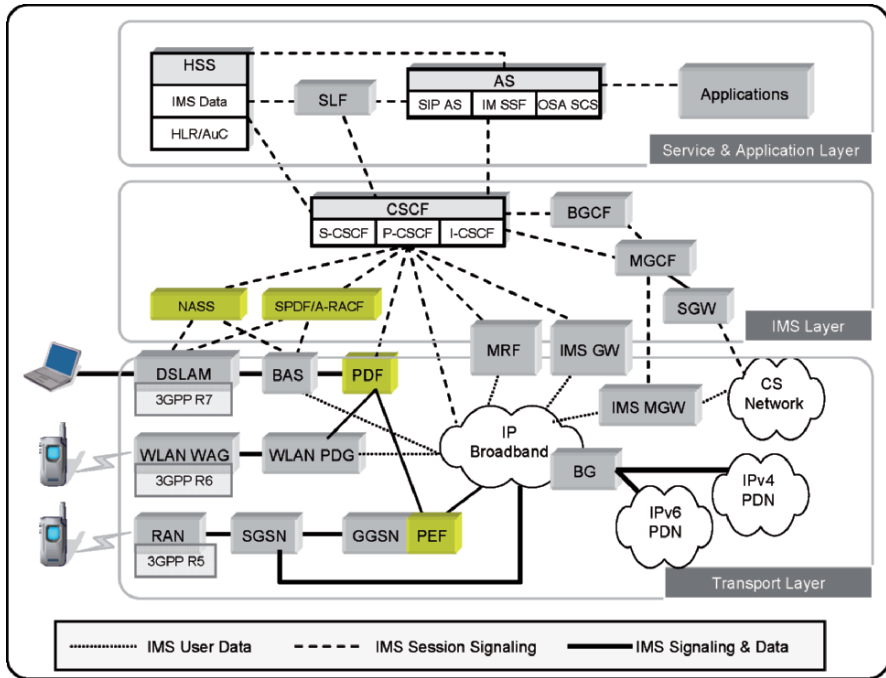 HSS
IMS Data
HLR/AuC
SLF
AS
SIP AS
IM SSF
OSA SCS
Applications
Service & Application Layer
CSCF
S-CSCF
P-CSCF
I-CSCF
BGCF
MGCF
SGW
NASS
SPDF/A-RACF
MRF
IMS GW
IMS Layer
DSLAM
3GPP R7
BAS
PDF
IMS MGW
CS
Network
IP
Broadband
WLAN WAG
3GPP R6
WLAN PDG
BG
IPv4
PDN
IPv6
PDN
RAN
3GPP R5
SGSN
GGSN
PEF
Transport Layer
IMS User Data
IMS Session Signaling
IMS Signaling & Data